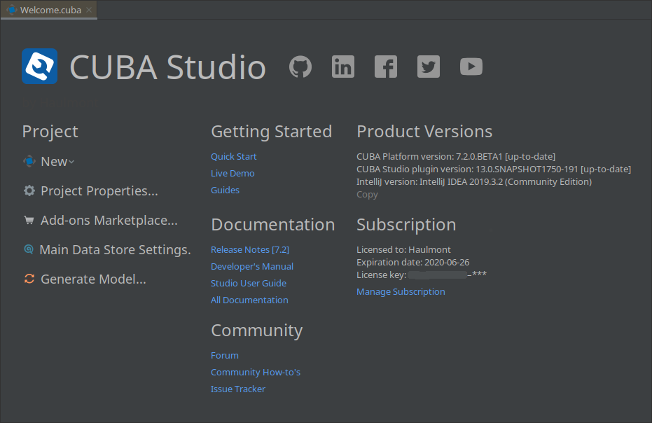 Welcome.cuba
CUBA Studio
Project
New
Project Properties...
Add-ons Marketplace...
Main Data Store Settings.
Generate Model...
Getting Started
Quick Start
Live Demo
Guides
Documentation
Release Notes [7.2]
Developer's Manual
Studio User Guide
All Documentation
Community
Forum
Community How-to's
Issue Tracker
Product Versions
CUBA Platform version: 7.2.0.BETA1 [up-to-date]
CUBA Studio plugin version: 13.0.SNAPSHOT1750-191 [up-to-date]
IntelliJ version: IntelliJ IDEA 2019.3.2 (Community Edition)
Copy
Subscription
Licensed to: Haulmont
Expiration date: 2020-06-26
License key: –***
Manage Subscription